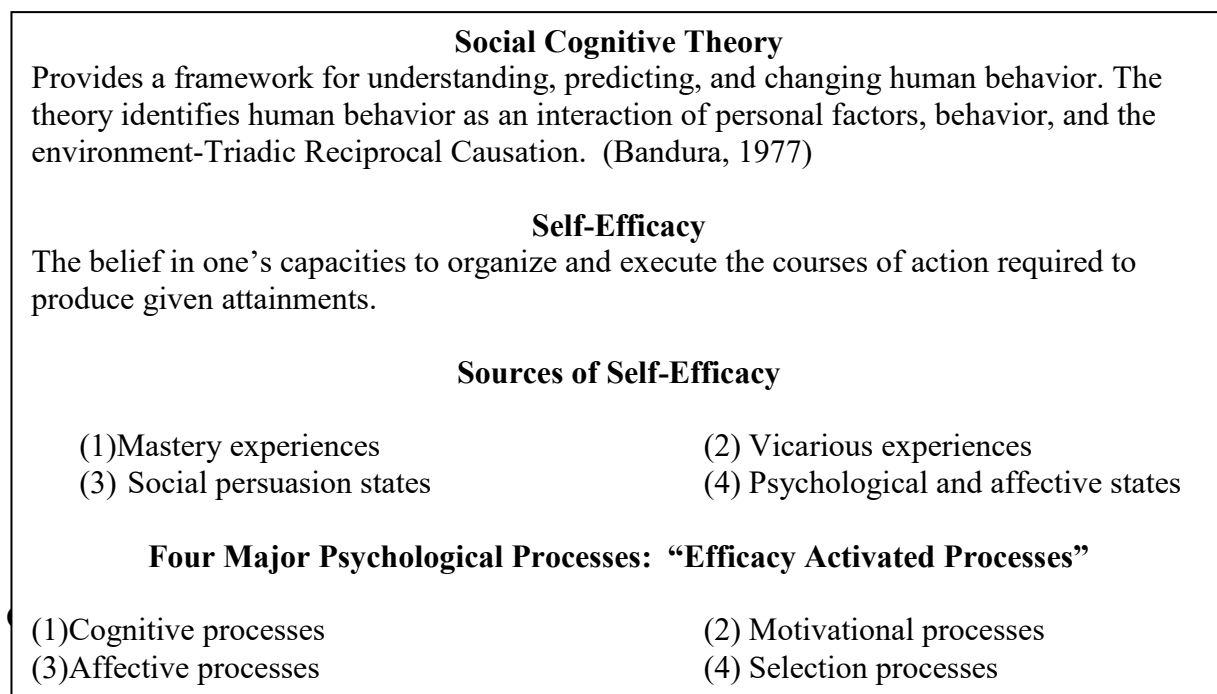 Social Cognitive Theory
Provides a framework for understanding, predicting, and changing human behavior. The
theory identifies human behavior as an interaction of personal factors, behavior, and the
environment-Triadic Reciprocal Causation. (Bandura, 1977)
Self-Efficacy
The belief in one’s capacities to organize and execute the courses of action required to
produce given attainments.
Sources of Self-Efficacy
(1)Mastery experiences (2) Vicarious experiences
(3) Social persuasion states (4) Psychological and affective states
Four Major Psychological Processes: “Efficacy Activated Processes”
(1)Cognitive processes (2) Motivational processes
(3)Affective processes (4) Selection processes